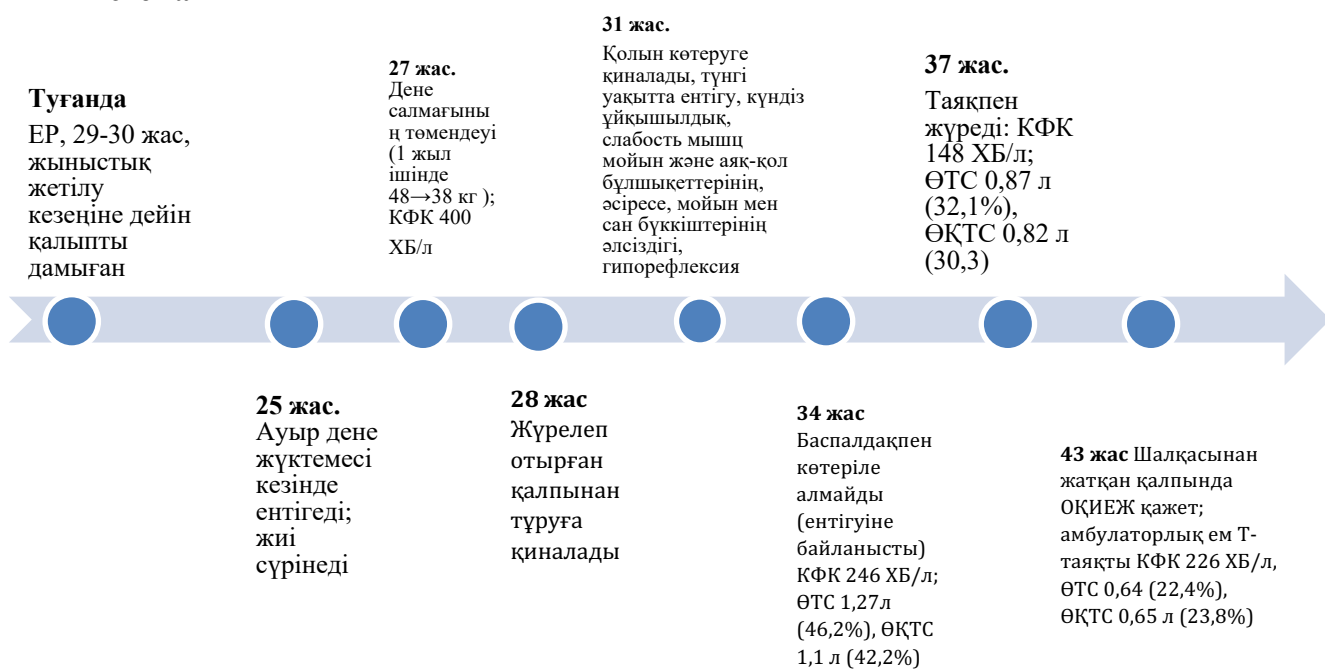 Туғанда
ЕР, 29-30 жас,
жыныстық
жетілу
кезеңіне дейін
қалыпты
дамыған
25 жас.
Ауыр дене
жүктемесі
кезінде
ентігеді;
жиі
сүрінеді
27 жас.
Дене
салмағыны
ң төмендеуі
(1 жыл
ішінде
48→38 кг );
КФК 400
ХБ/л
28 жас
Жүрелеп
отырған
қалпынан
тұруға
қиналады
31 жас.
Қолын көтеруге
қиналады, түнгі
уақытта ентігу, күндіз
ұйқышылдық,
слабость мышц
мойын және аяқ-қол
бұлшықеттерінің,
әсіресе, мойын мен
сан бүккіштерінің
әлсіздігі,
гипорефлексия
34 жас
Баспалдақпен
көтеріле
алмайды
(ентігуіне
байланысты)
КФК 246 ХБ/л;
ӨТС 1,27л
(46,2%), ӨҚТС
1,1 л (42,2%)
37 жас.
Таяқпен
жүреді: КФК
148 ХБ/л;
ӨТС 0,87 л
(32,1%),
ӨҚТС 0,82 л
(30,3)
43 жас Шалқасынан
жатқан қалпында
ОҚИЕЖ қажет;
амбулаторлық ем Т-
таяқты КФК 226 ХБ/л,
ӨТС 0,64 (22,4%),
ӨҚТС 0,65 л (23,8%)